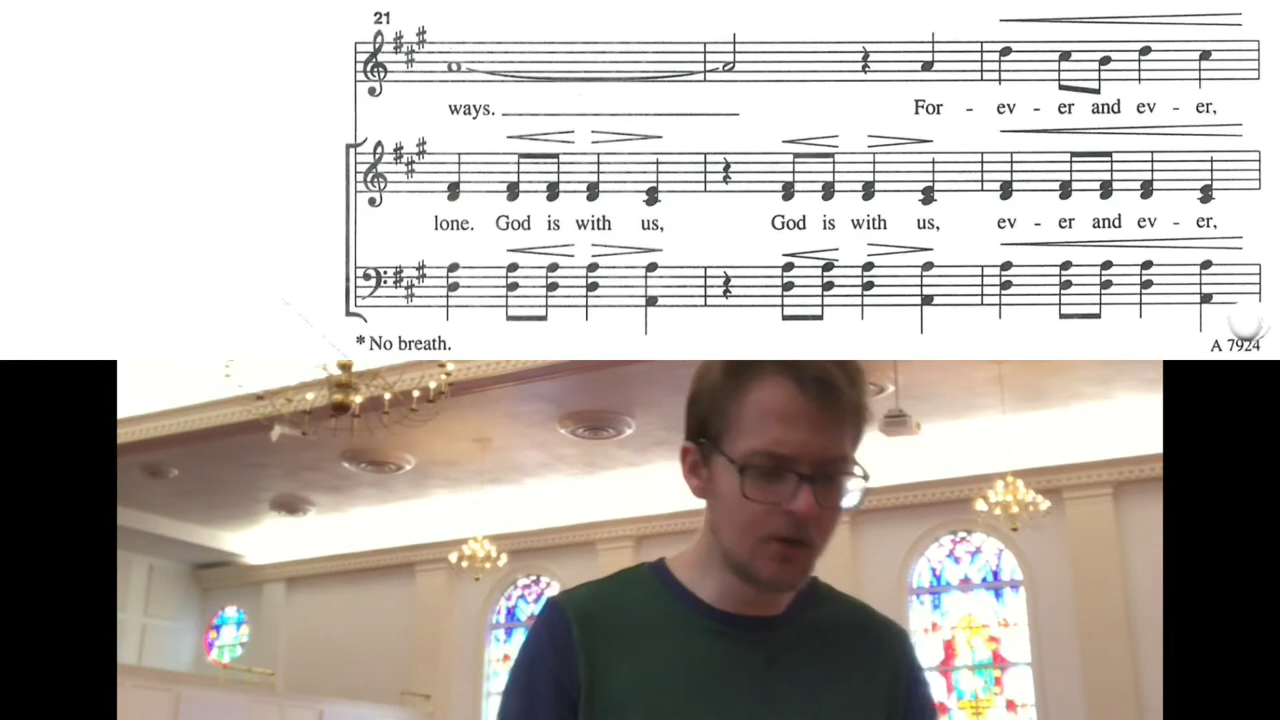 21
ways. For - ev - er and ev - er,
lone. God is with us, God is with us, ev - er and ev - er,
* No breath. A 7924